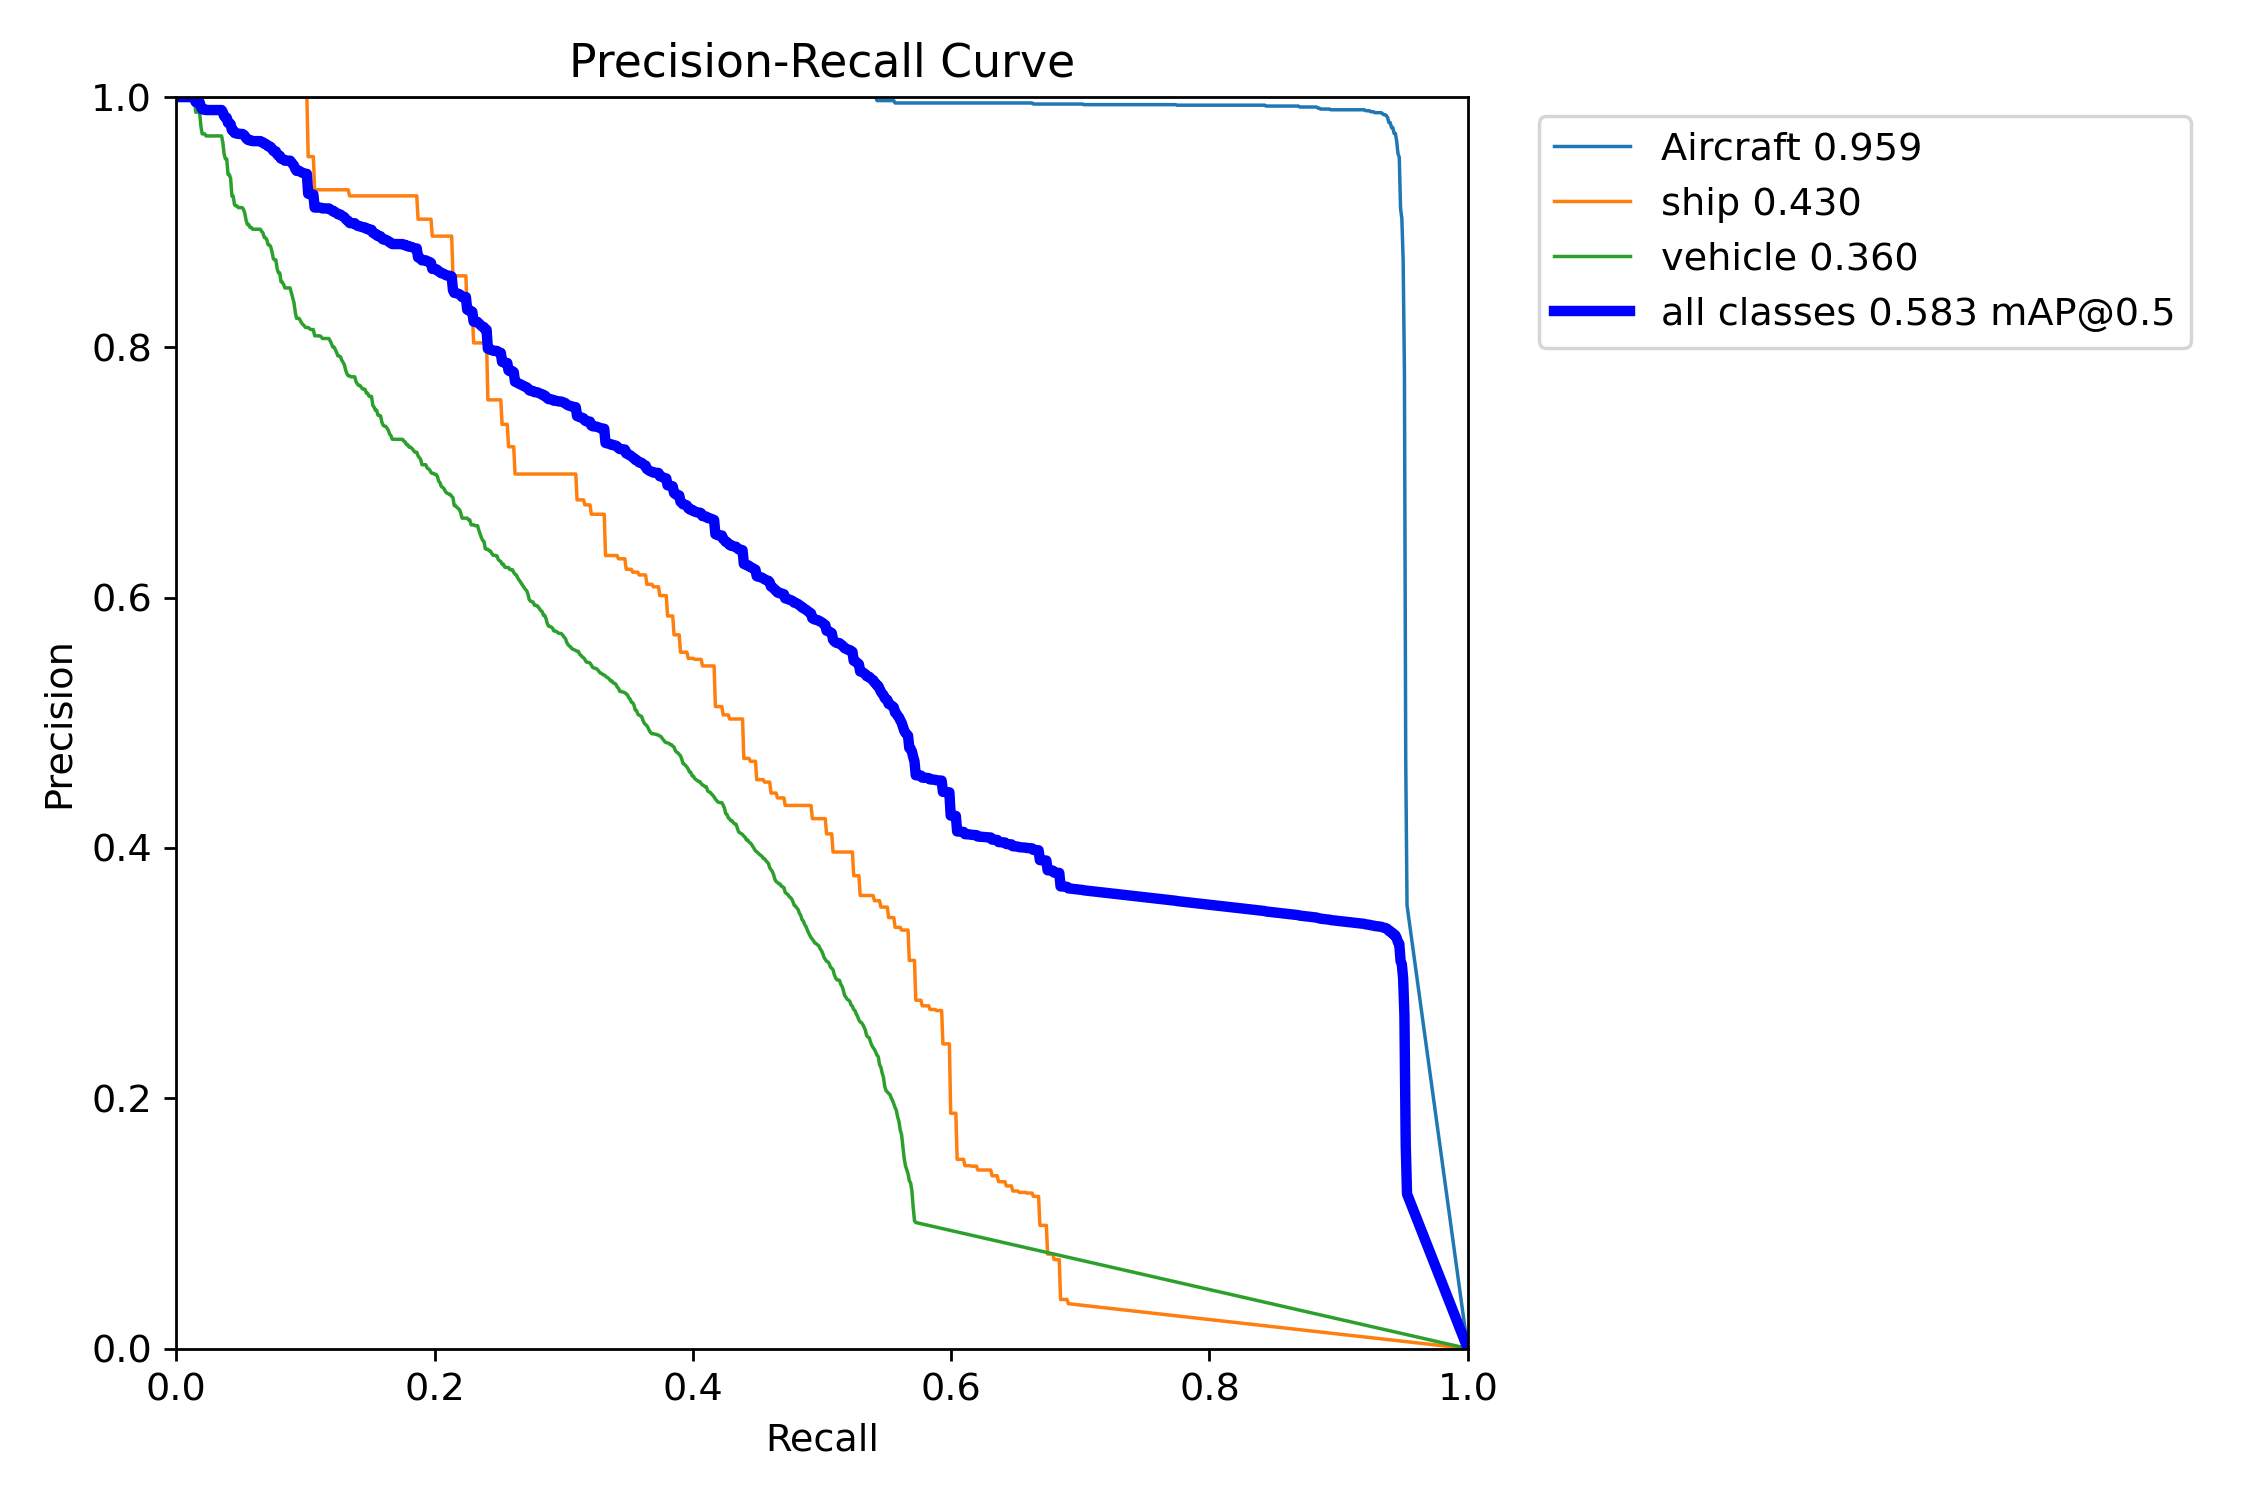 Precision-Recall Curve
1.0
0.8
0.6
0.4
0.2
0.0
Precision
0.0 0.2 0.4 0.6 0.8 1.0
Recall
Aircraft 0.959
ship 0.430
vehicle 0.360
all classes 0.583 mAP@0.5